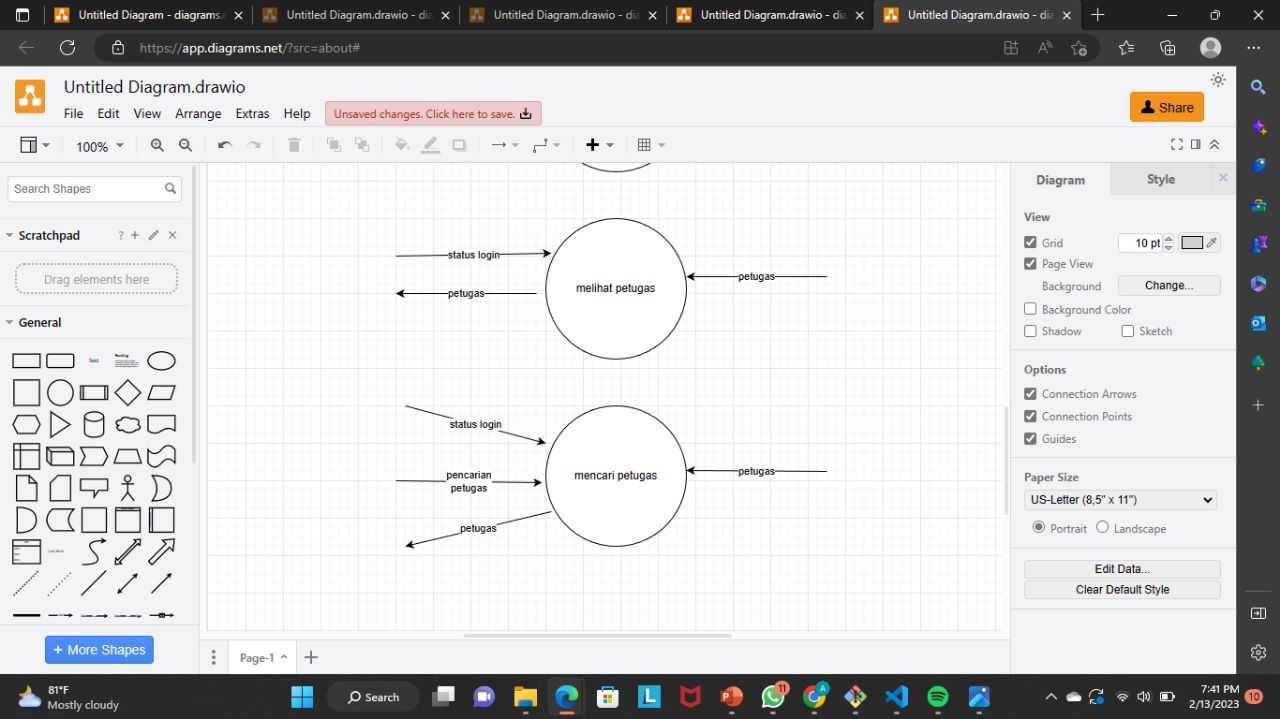 Untitled Diagram - diagrams.n
Untitled Diagram.drawio - dia
Untitled Diagram.drawio - dia
Untitled Diagram.drawio - dia
Untitled Diagram.drawio - dia
https://app.diagrams.net/?src=about#
Untitled Diagram.drawio
File Edit View Arrange Extras Help
Unsaved changes. Click here to save.
Share
100%
Search Shapes
Scratchpad
?
Drag elements here
General
Text
Heading
+ More Shapes
status login
petugas
melihat petugas
petugas
status login
pencarian
petugas
petugas
mencari petugas
petugas
Page-1
Diagram Style
View
Grid 10 pt
Page View
Background Change...
Background Color
Shadow Sketch
Options
Connection Arrows
Connection Points
Guides
Paper Size
US-Letter (8,5" x 11")
Portrait Landscape
Edit Data...
Clear Default Style
81°F
Mostly cloudy
Search
L
11
A
7:41 PM
2/13/2023
10